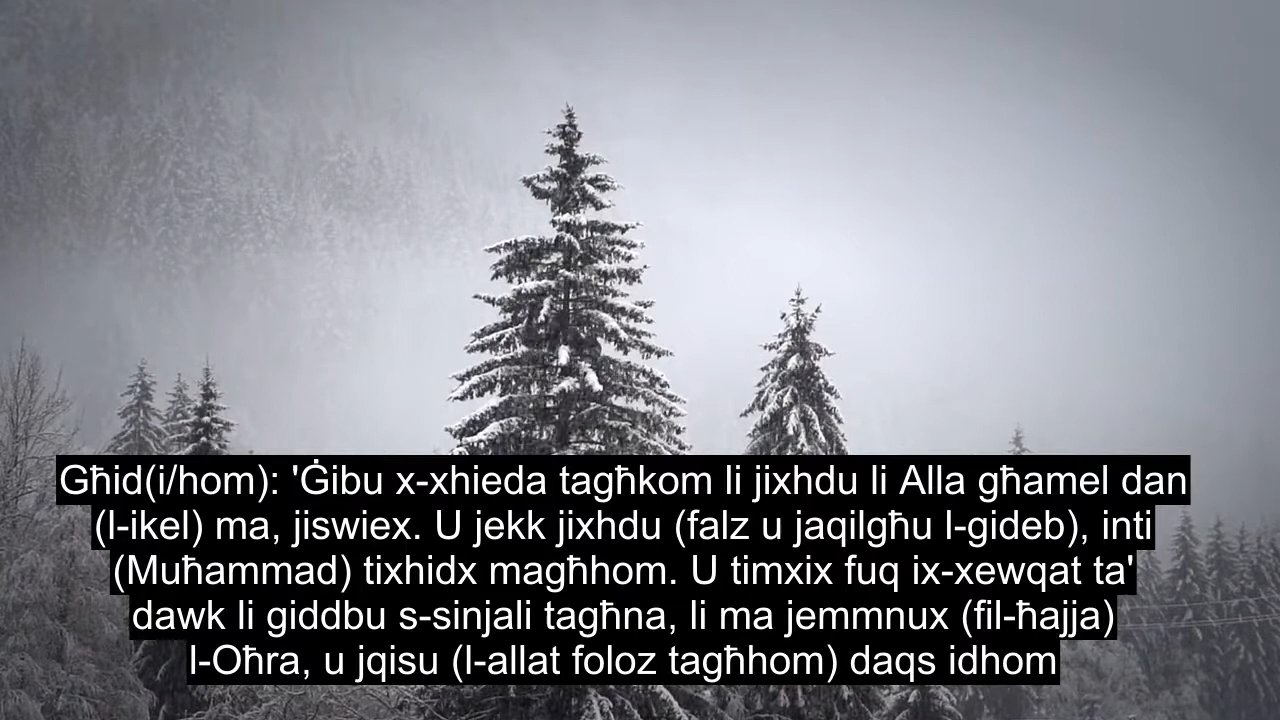 Għid(i/hom): 'Ġibu x-xhieda tagħkom li jixhdu li Alla għamel dan
(l-ikel) ma, jiswiex. U jekk jixhdu (falz u jaqilgħu l-gideb), inti
(Muħammad) tixhidx magħhom. U timxix fuq ix-xewqat ta'
dawk li giddbu s-sinjali tagħna, li ma jemmnux (fil-ħajja)
l-Oħra, u jqisu (l-allat foloz tagħhom) daqs idhom